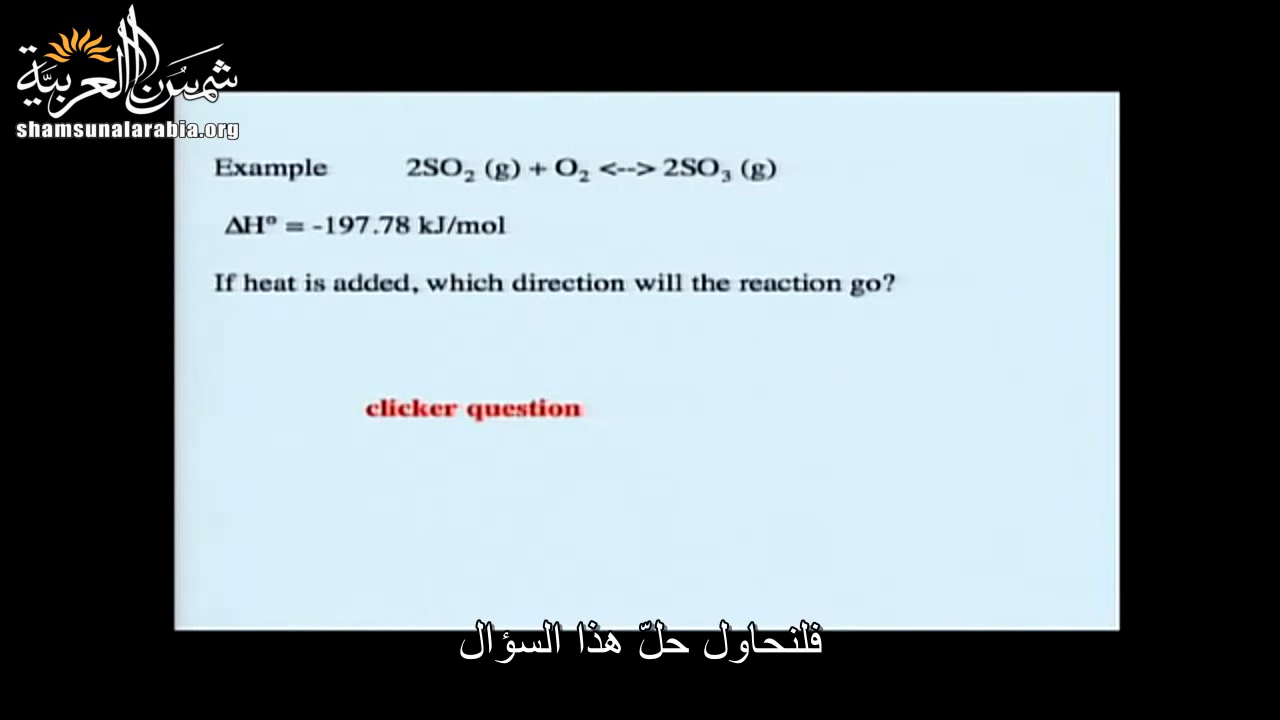 شمس العربية
shamsunalarabia.org
Example 2SO₂ (g) + O₂ <--> 2SO₃ (g)
ΔHº = -197.78 kJ/mol
If heat is added, which direction will the reaction go?
clicker question
فلنحاول حلّ هذا السؤال